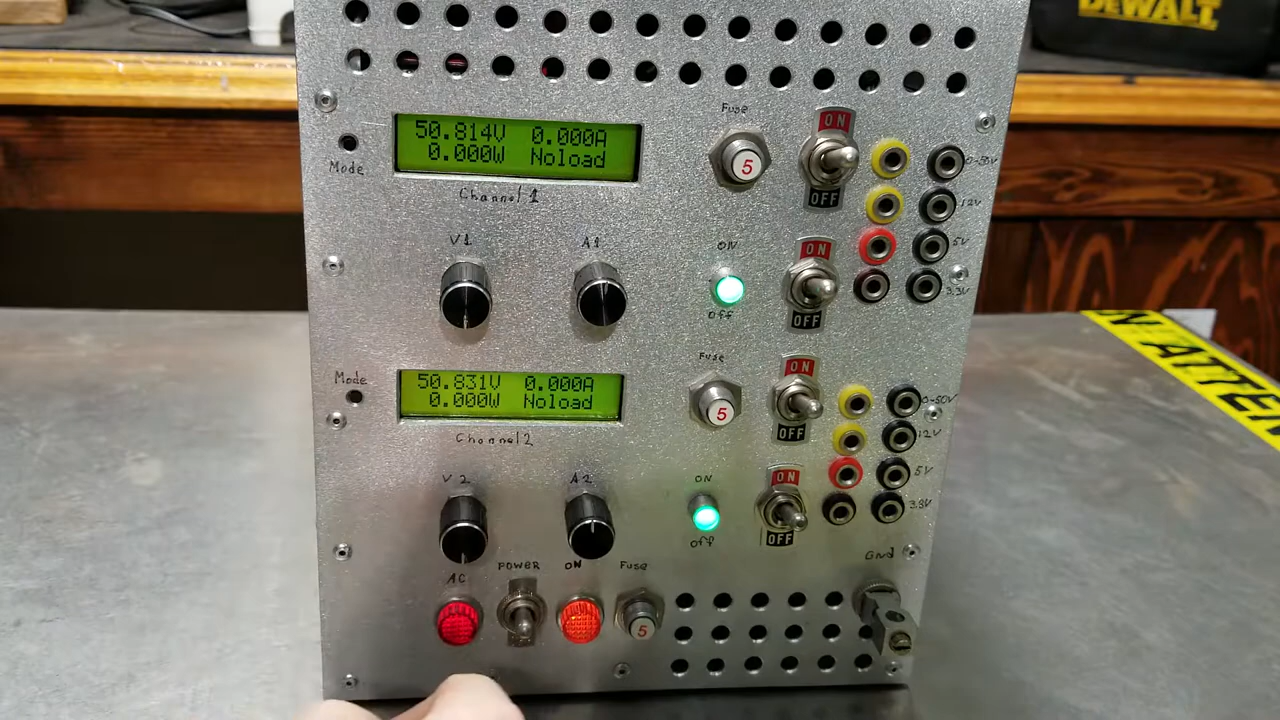 DEWALT
Fuse
ON
50.814V 0.000A
0.000W Noload
5
0-50V
Mode
OFF
Channel 1
12V
V1
A1
ON
ON
5V
3.3V
Off
OFF
Fuse
ON
Mode
50.831V 0.000A
0.000W Noload
5
0-50V
OFF
12V
Channel 2
V2
A2
ON
ON
5V
3.3V
Off
OFF
Gnd
AC
POWER
ON
Fuse
5
N ATTEN